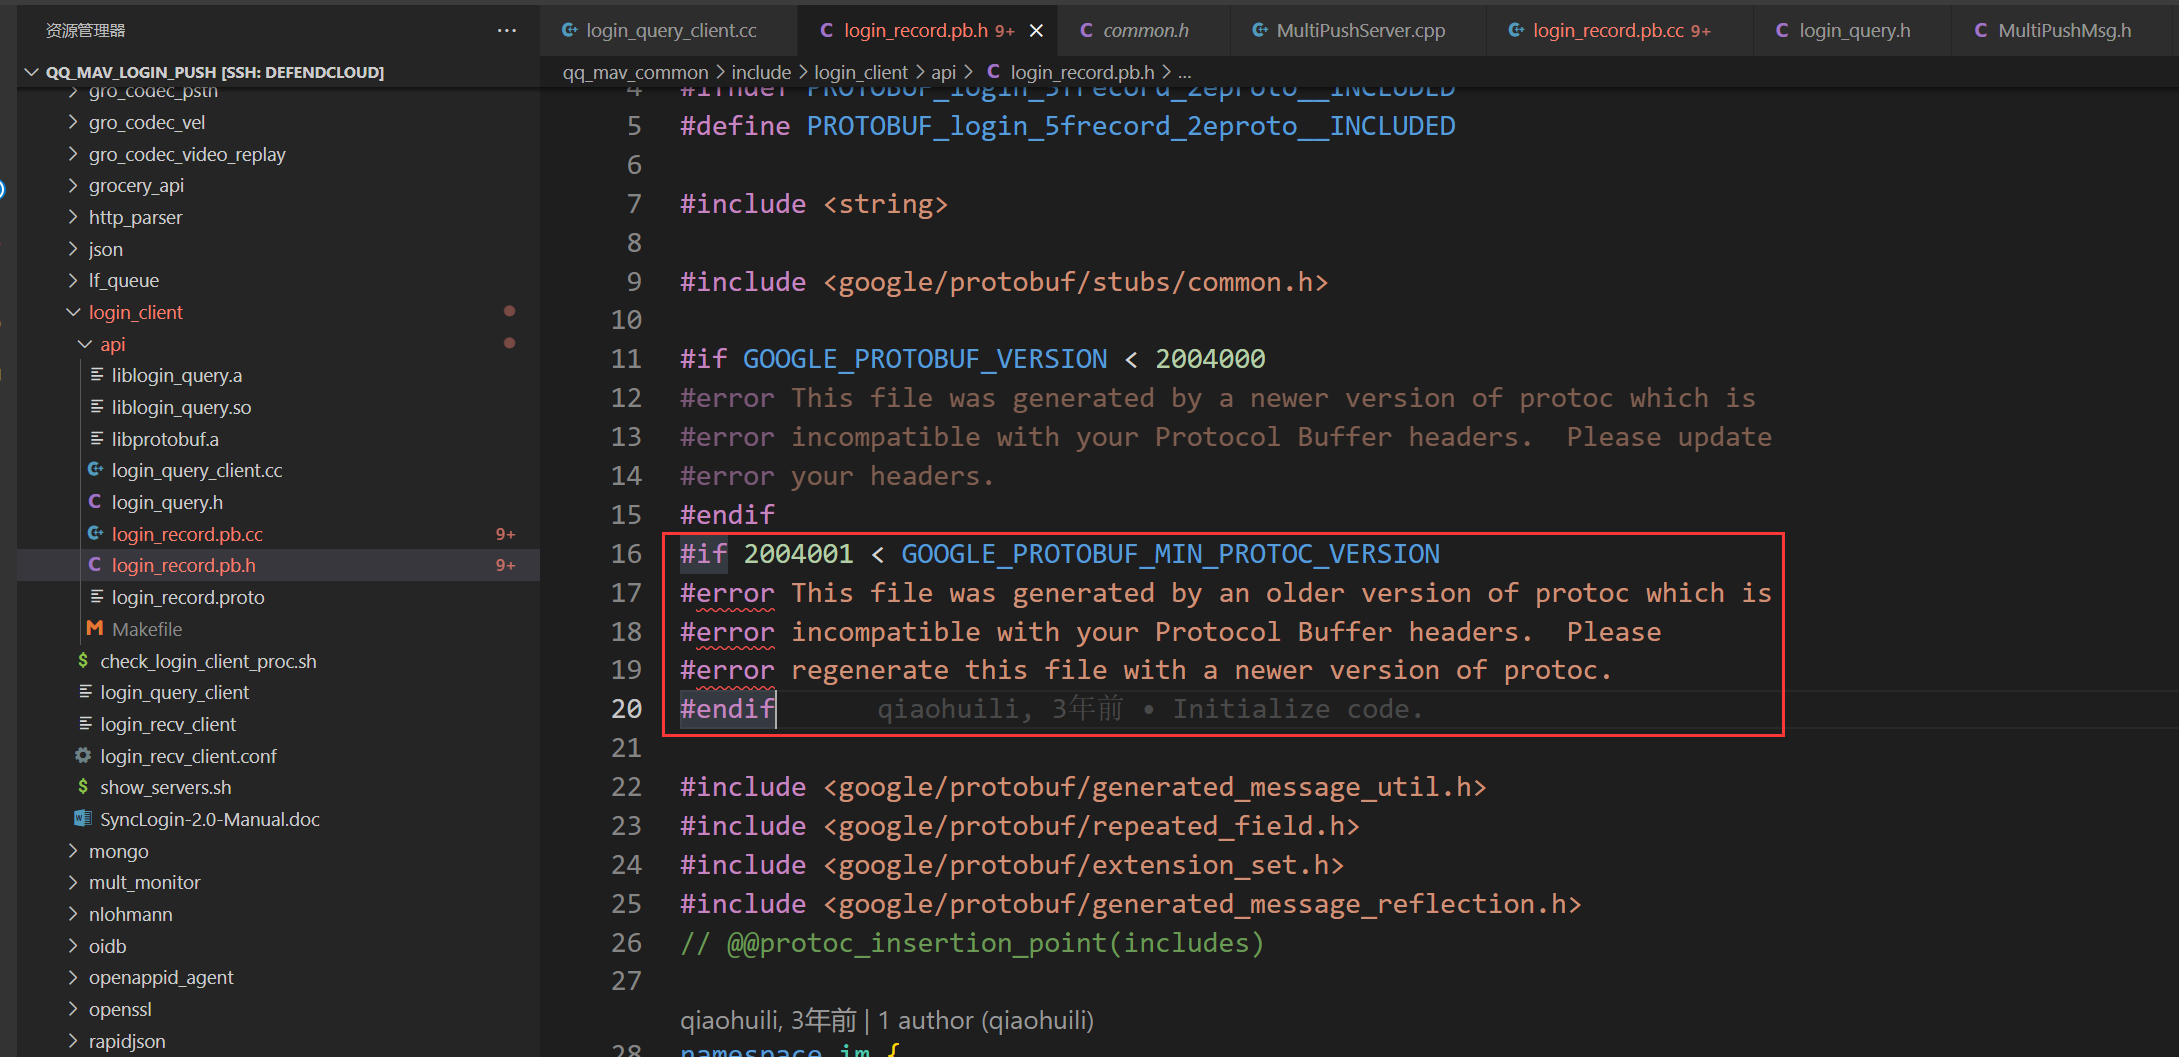 资源管理器
···
QQ_MAV_LOGIN_PUSH [SSH: DEFENDCLOUD]
gro_codec_pstn
gro_codec_vel
gro_codec_video_replay
grocery_api
http_parser
json
lf_queue
login_client
api
liblogin_query.a
liblogin_query.so
libprotobuf.a
login_query_client.cc
login_query.h
login_record.pb.cc 9+
login_record.pb.h 9+
login_record.proto
Makefile
check_login_client_proc.sh
login_query_client
login_recv_client
login_recv_client.conf
show_servers.sh
SyncLogin-2.0-Manual.doc
mongo
mult_monitor
nlohmann
oidb
openappid_agent
openssl
rapidjson
login_query_client.cc
login_record.pb.h 9+
common.h
MultiPushServer.cpp
login_record.pb.cc 9+
login_query.h
MultiPushMsg.h
qq_mav_common > include > login_client > api > login_record.pb.h > ...
4 #ifndef PROTOBUF_login_5frecord_2eproto__INCLUDED
5 #define PROTOBUF_login_5frecord_2eproto__INCLUDED
6
7 #include <string>
8
9 #include <google/protobuf/stubs/common.h>
10
11 #if GOOGLE_PROTOBUF_VERSION < 2004000
12 #error This file was generated by a newer version of protoc which is
13 #error incompatible with your Protocol Buffer headers.  Please update
14 #error your headers.
15 #endif
16 #if 2004001 < GOOGLE_PROTOBUF_MIN_PROTOC_VERSION
17 #error This file was generated by an older version of protoc which is
18 #error incompatible with your Protocol Buffer headers.  Please
19 #error regenerate this file with a newer version of protoc.
20 #endif qiaohuili, 3年前 • Initialize code.
21
22 #include <google/protobuf/generated_message_util.h>
23 #include <google/protobuf/repeated_field.h>
24 #include <google/protobuf/extension_set.h>
25 #include <google/protobuf/generated_message_reflection.h>
26 // @@protoc_insertion_point(includes)
27
qiaohuili, 3年前 | 1 author (qiaohuili)
28 namespace im {